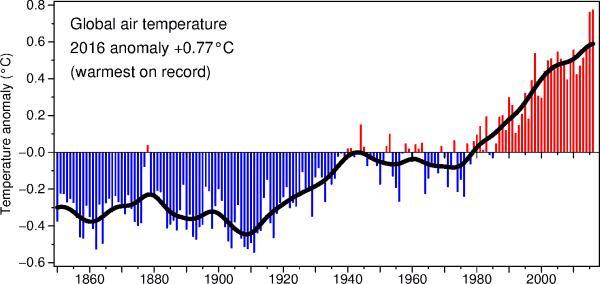 Global air temperature
2016 anomaly +0.77°C
(warmest on record)
Temperature anomaly (°C)
0.8
0.6
0.4
0.2
−0.0
−0.2
−0.4
−0.6
1860 1880 1900 1920 1940 1960 1980 2000